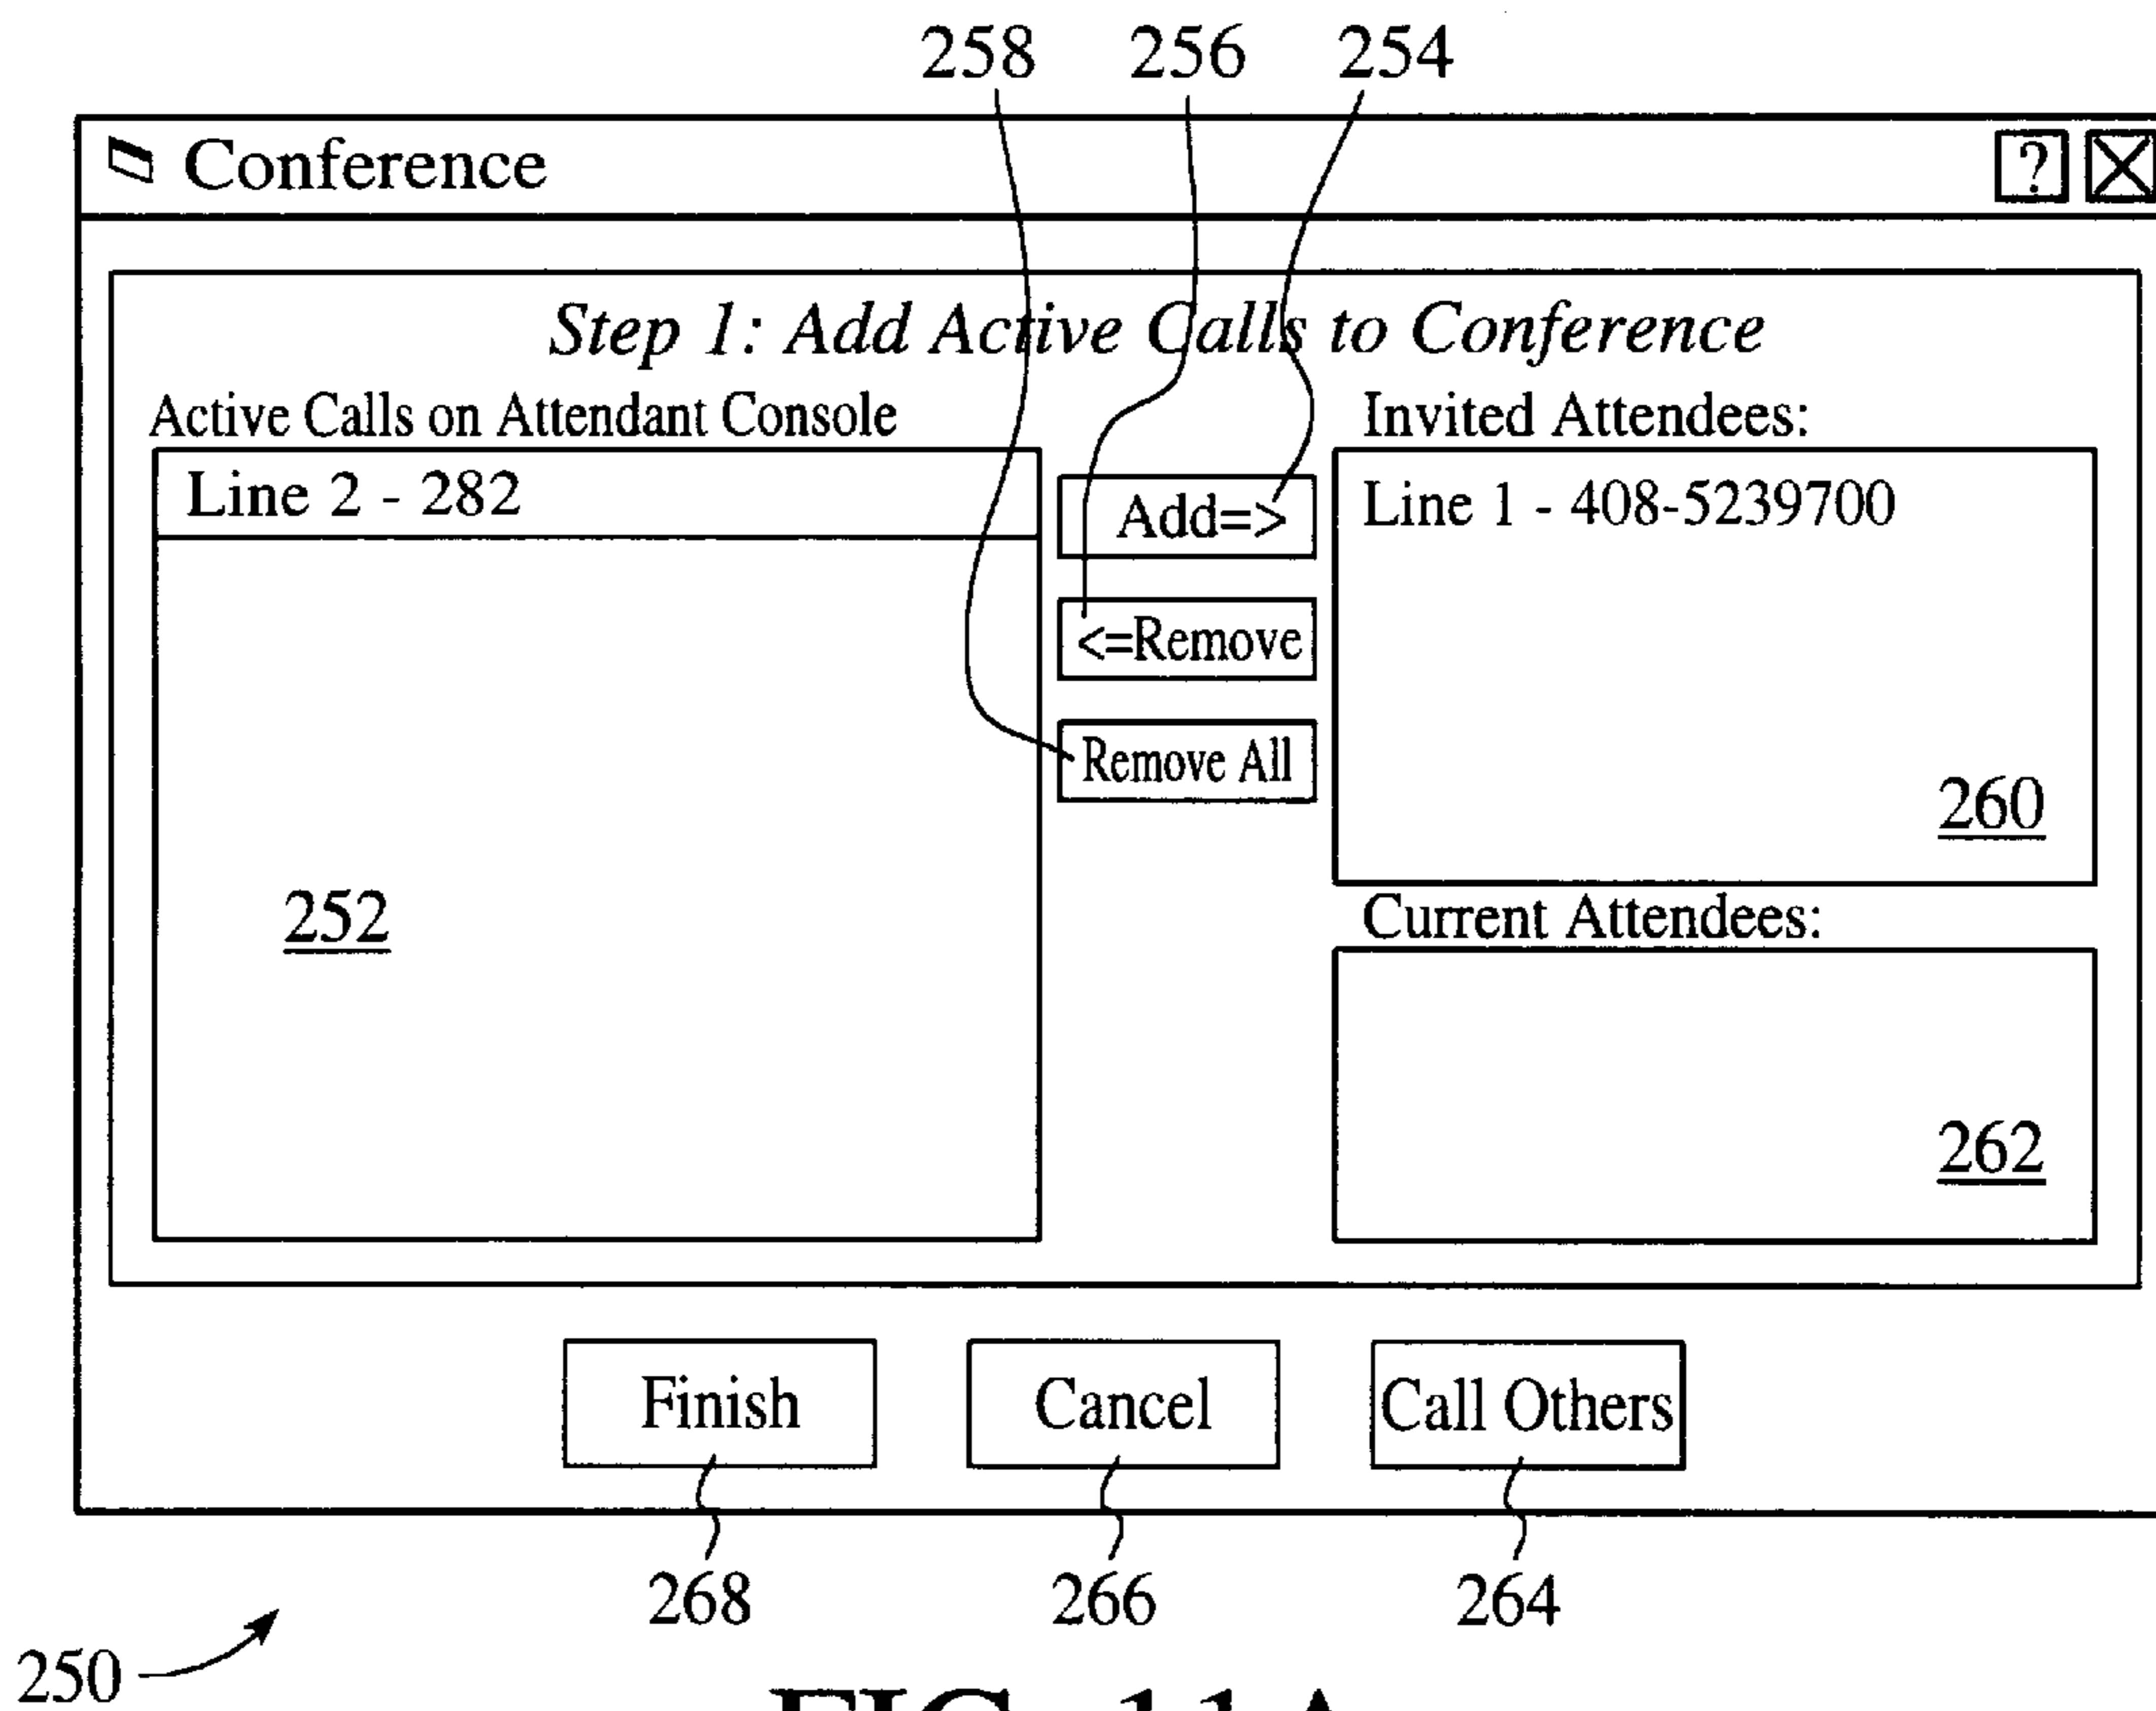 258 256 254
Conference ? X
Step 1: Add Active Calls to Conference
Active Calls on Attendant Console
Line 2 - 282
252
Add=>
<=Remove
Remove All
Invited Attendees:
Line 1 - 408-5239700
260
Current Attendees:
262
Finish Cancel Call Others
268 266 264
250
FIG. 11A